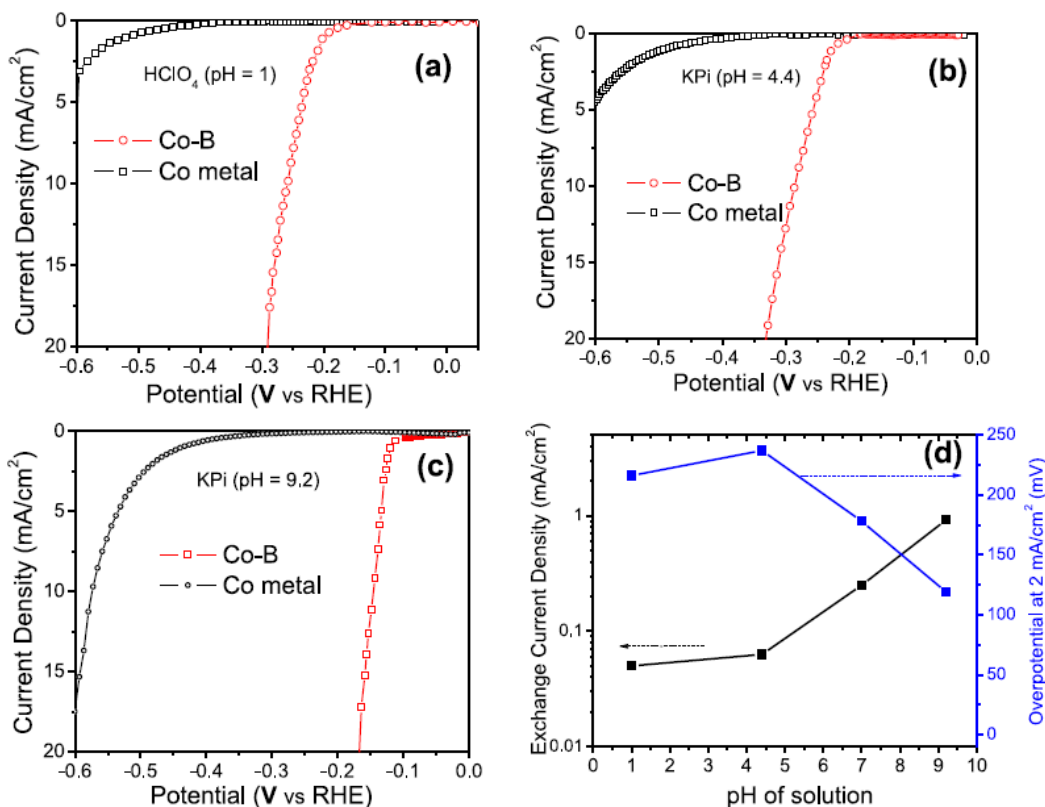 (a)
HClO₄ (pH = 1)
Co-B
Co metal
0
5
10
15
20
Current Density (mA/cm²)
-0.6 -0.5 -0.4 -0.3 -0.2 -0.1 0.0
Potential (V vs RHE)
(b)
KPi (pH = 4.4)
Co-B
Co metal
0
5
10
15
20
Current Density (mA/cm²)
-0.6 -0.5 -0.4 -0.3 -0.2 -0.1 0.0
Potential (V vs RHE)
(c)
KPi (pH = 9.2)
Co-B
Co metal
0
5
10
15
20
Current Density (mA/cm²)
-0.6 -0.5 -0.4 -0.3 -0.2 -0.1 0.0
Potential (V vs RHE)
(d)
1
0.1
0.01
Exchange Current Density (mA/cm²)
250
200
150
100
50
0
Overpotential at 2 mA/cm² (mV)
0 1 2 3 4 5 6 7 8 9 10
pH of solution